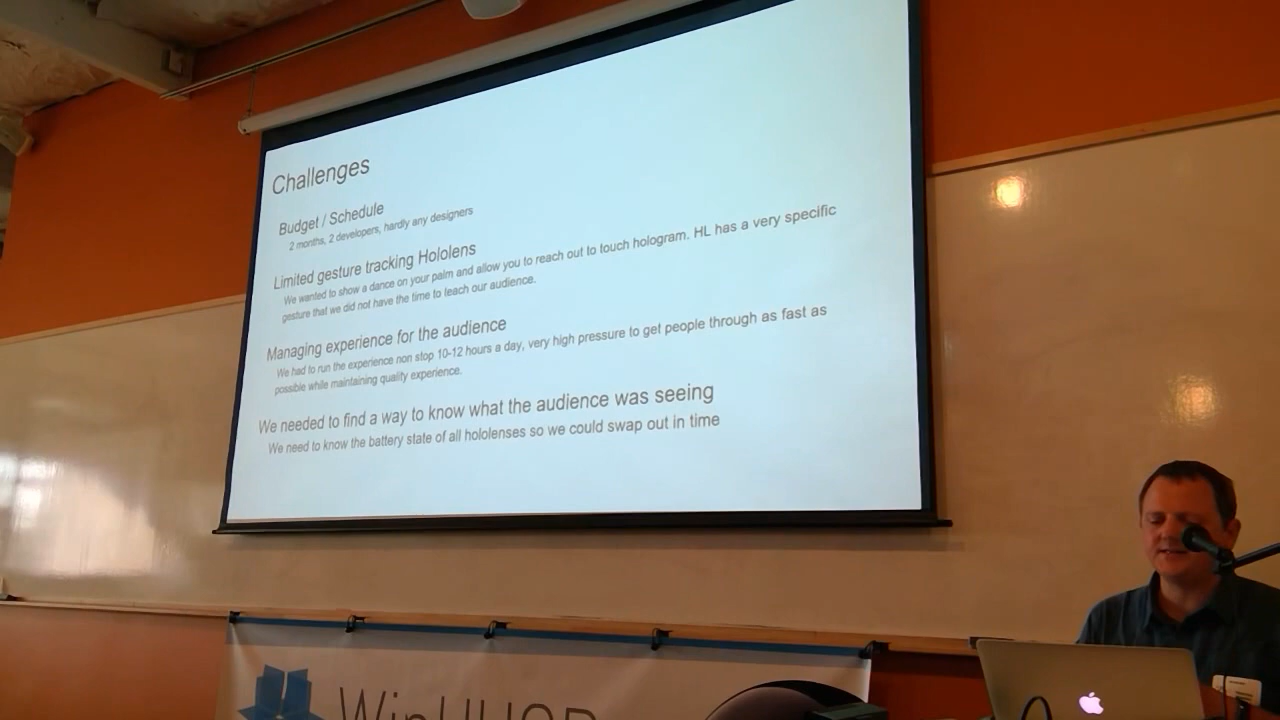 Challenges
Budget / Schedule
2 months, 2 developers, hardly any designers
Limited gesture tracking Hololens
We wanted to show a dance on your palm and allow you to reach out to touch hologram. HL has a very specific
gesture that we did not have the time to teach our audience.
Managing experience for the audience
We had to run the experience non stop 10-12 hours a day, very high pressure to get people through as fast as
possible while maintaining quality experience.
We needed to find a way to know what the audience was seeing
We need to know the battery state of all hololenses so we could swap out in time